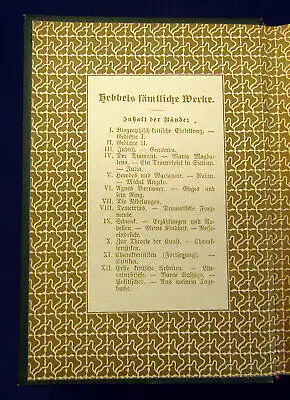 Hebbels sämtliche Werke.
Inhalt der Bände:
I. Biographisch-kritische Einleitung. —
Gedichte I.
II. Gedichte II.
III. Judith. — Genoveva.
IV. Der Diamant. — Maria Magda-
lena. — Ein Trauerspiel in Sizilien.
— Julia.
V. Herodes und Mariamne. — Rubin.
— Michel Angelo.
VI. Agnes Bernauer. — Gyges und
sein Ring.
VII. Die Nibelungen.
VIII. Demetrius. — Dramatische Frag-
mente.
IX. Schnock. — Erzählungen und No-
vellen. — Meine Kindheit. — Reise-
eindrücke.
X. Zur Theorie der Kunst. — Charak-
teristiken.
XI. Charakteristiken (Fortsetzung). —
Kritiken.
XII. Erste kritische Arbeiten. — Lite-
raturbriefe. — Bunte Aufsätze. —
Politisches. — Aus meinem Tage-
buche.